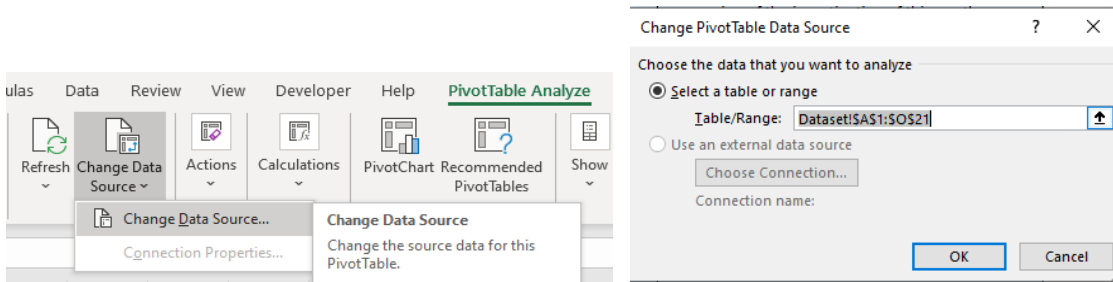 ulas Data Review View Developer Help PivotTable Analyze
Refresh Change Data Source Actions Calculations PivotChart Recommended PivotTables Show
Change Data Source...
Connection Properties...
Change Data Source
Change the source data for this
PivotTable.
Change PivotTable Data Source ?
Choose the data that you want to analyze
Select a table or range
Table/Range: Dataset!$A$1:$O$21
Use an external data source
Choose Connection...
Connection name:
OK Cancel